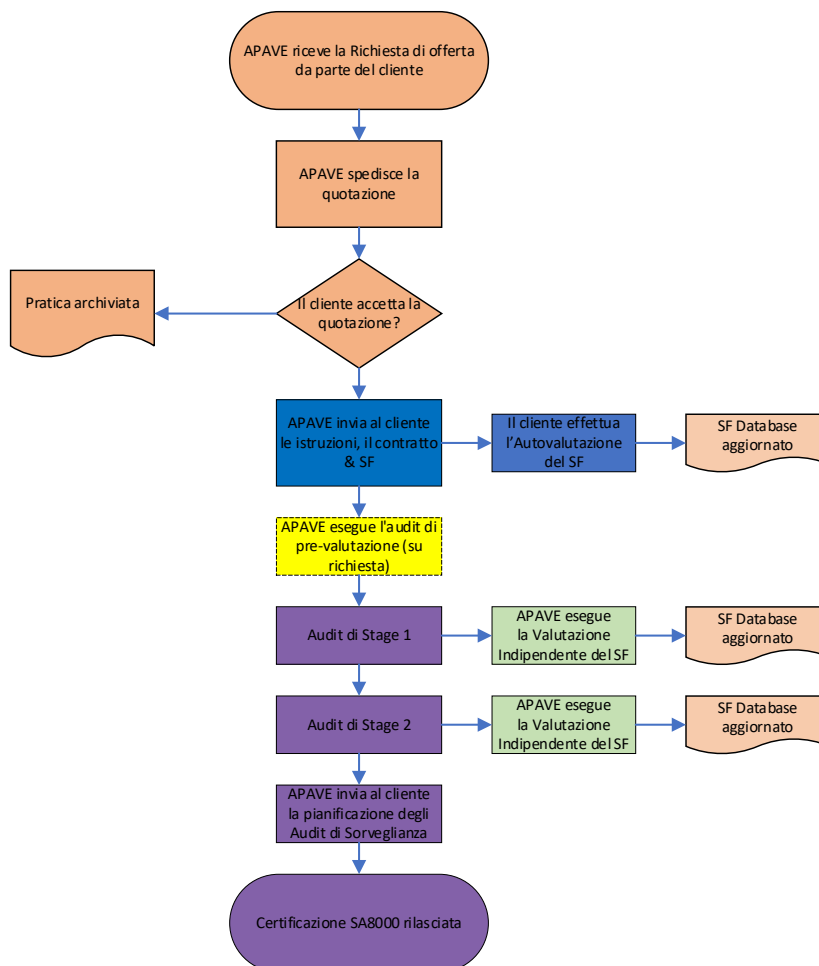 APAVE riceve la Richiesta di offerta
da parte del cliente
APAVE spedisce la
quotazione
Il cliente accetta la
quotazione?
Pratica archiviata
APAVE invia al cliente
le istruzioni, il contratto
& SF
Il cliente effettua
l'Autovalutazione
del SF
SF Database
aggiornato
APAVE esegue l'audit di
pre-valutazione (su
richiesta)
Audit di Stage 1
APAVE esegue
la Valutazione
Indipendente del SF
SF Database
aggiornato
Audit di Stage 2
APAVE esegue
la Valutazione
Indipendente del SF
SF Database
aggiornato
APAVE invia al cliente
la pianificazione degli
Audit di Sorveglianza
Certificazione SA8000 rilasciata